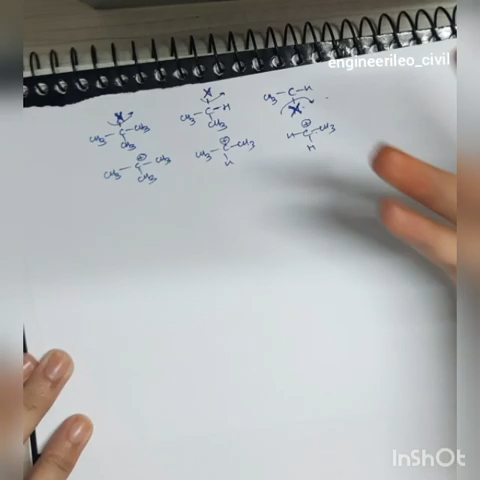 engineerileo_civil
X X CH₃-C-H
CH₃-C-CH₃ CH₃-C-H X
CH₃ CH₃ ⊕
⊕ ⊕ H-C-CH₃
CH₃-C-CH₃ CH₃-C-CH₃ H
CH₃ H
InShOt